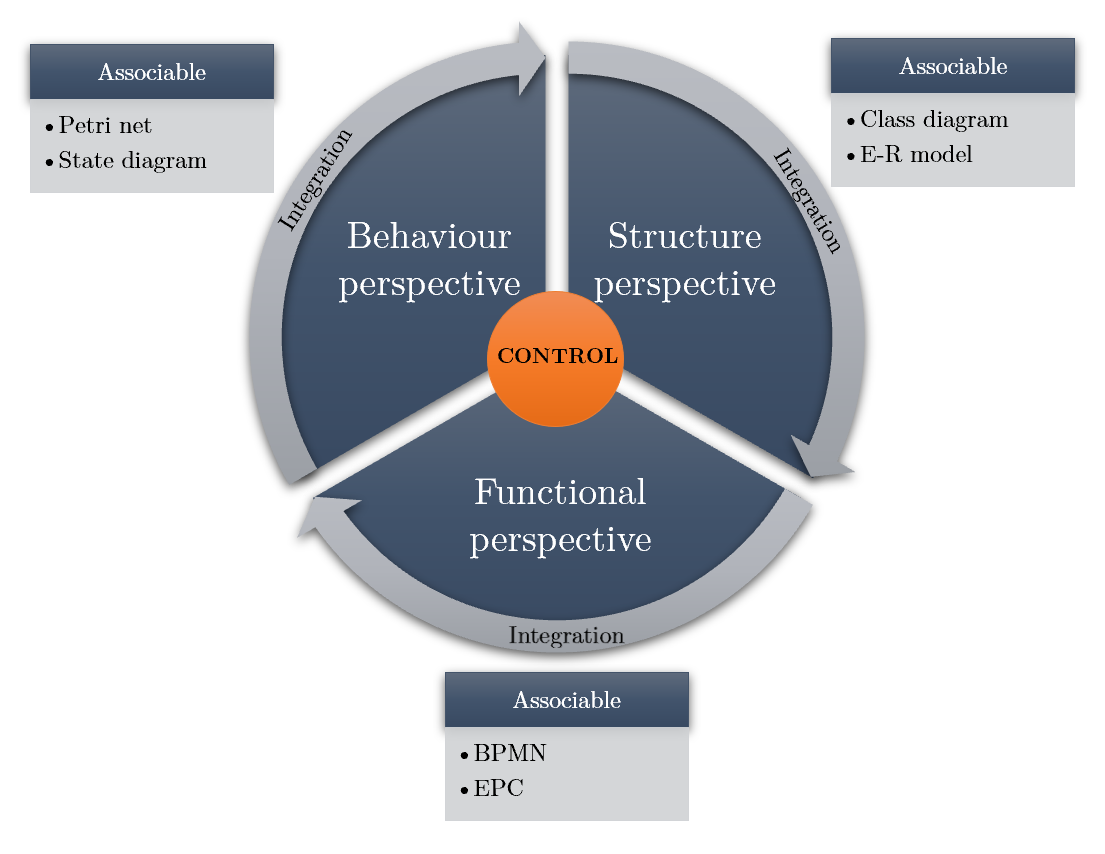 Associable
• Petri net
• State diagram
Associable
• Class diagram
• E-R model
Integration
Integration
Behaviour
perspective
Structure
perspective
CONTROL
Functional
perspective
Integration
Associable
• BPMN
• EPC